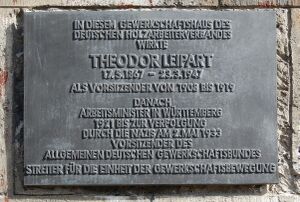 IN DIESEM GEWERKSCHAFTSHAUS DES
DEUTSCHEN HOLZARBEITERVERBANDES
WIRKTE
THEODOR LEIPART
17.5.1867 – 23.3.1947
ALS VORSITZENDER VON 1908 BIS 1919
DANACH
ARBEITSMINISTER IN WÜRTTEMBERG
1921 BIS ZUR VERFOLGUNG
DURCH DIE NAZIS AM 2. MAI 1933
VORSITZENDER DES
ALLGEMEINEN DEUTSCHEN GEWERKSCHAFTSBUNDES
STREITER FÜR DIE EINHEIT DER GEWERKSCHAFTSBEWEGUNG